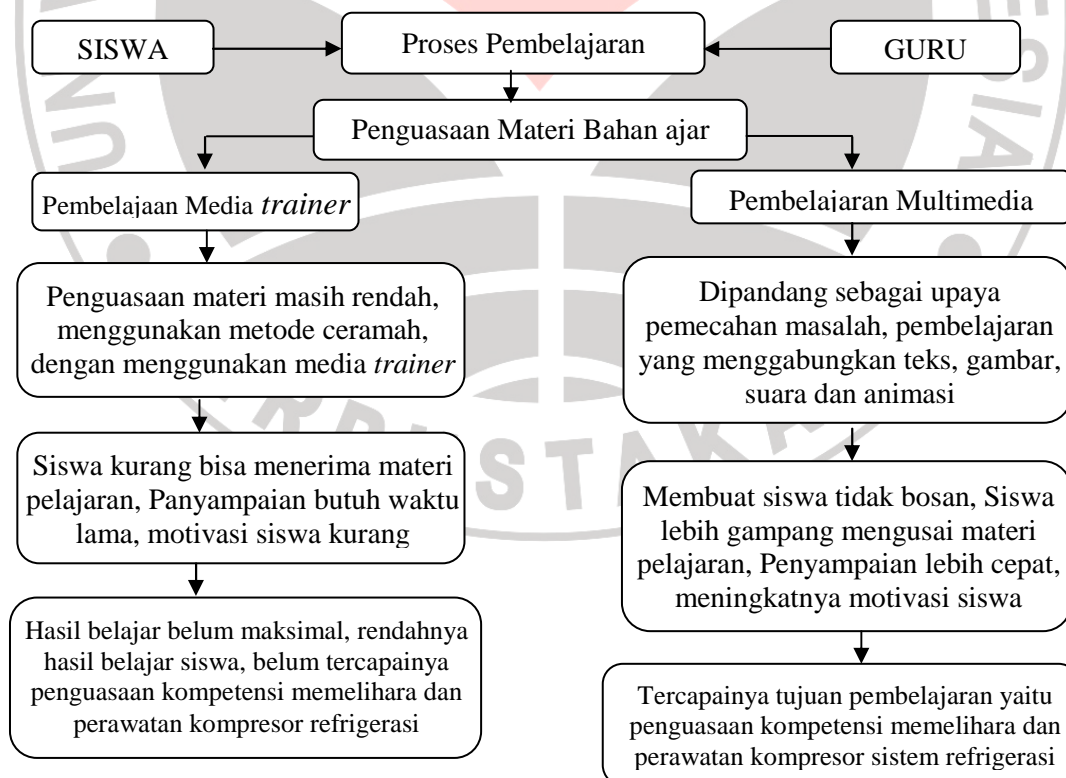 SISWA
Proses Pembelajaran
GURU
Penguasaan Materi Bahan ajar
Pembelajaan Media trainer
Pembelajaran Multimedia
Penguasaan materi masih rendah,
menggunakan metode ceramah,
dengan menggunakan media trainer
Dipandang sebagai upaya
pemecahan masalah, pembelajaran
yang menggabungkan teks, gambar,
suara dan animasi
Siswa kurang bisa menerima materi
pelajaran, Panyampaian butuh waktu
lama, motivasi siswa kurang
Membuat siswa tidak bosan, Siswa
lebih gampang mengusai materi
pelajaran, Penyampaian lebih cepat,
meningkatnya motivasi siswa
Hasil belajar belum maksimal, rendahnya
hasil belajar siswa, belum tercapainya
penguasaan kompetensi memelihara dan
perawatan kompresor refrigerasi
Tercapainya tujuan pembelajaran yaitu
penguasaan kompetensi memelihara dan
perawatan kompresor sistem refrigerasi